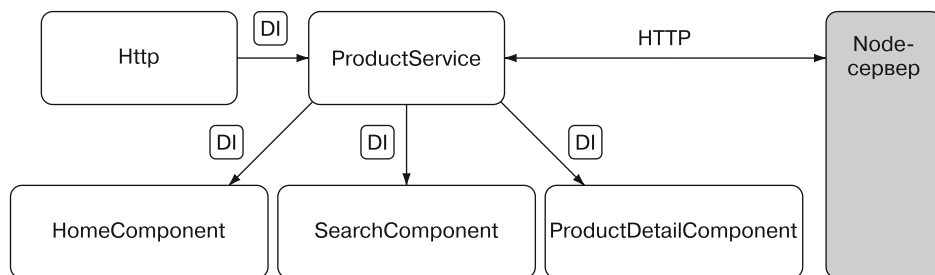 DI
HTTP
Http
ProductService
Node-
сервер
DI
DI
DI
HomeComponent
SearchComponent
ProductDetailComponent